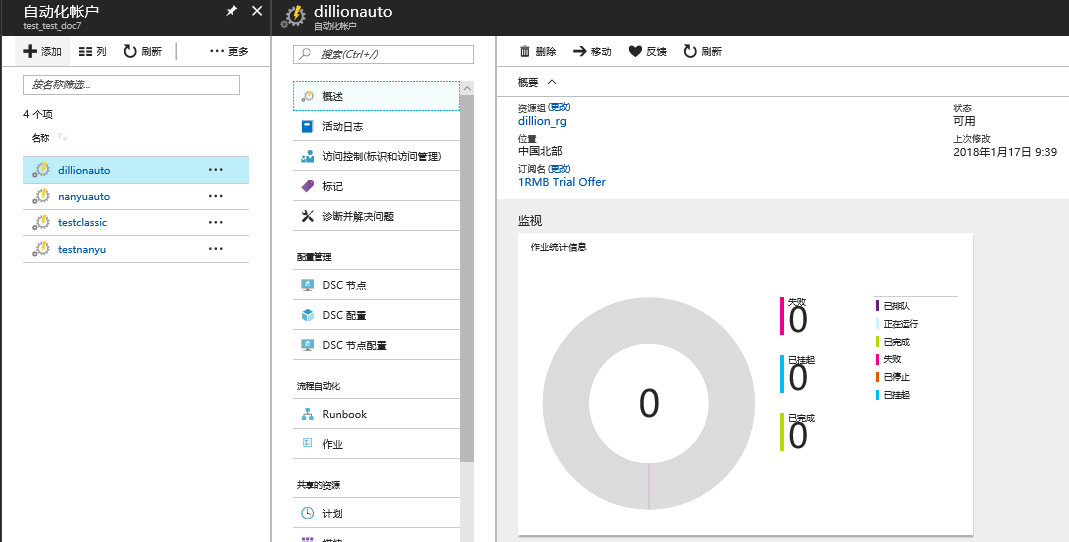 自动化帐户
test_test_doc7
添加
列
刷新
更多
按名称筛选...
4 个项
名称
dillionauto
nanyuauto
testclassic
testnanyu
dillionauto
自动化帐户
搜索(Ctrl+/)
概述
活动日志
访问控制(标识和访问管理)
标记
诊断并解决问题
配置管理
DSC 节点
DSC 配置
DSC 节点配置
流程自动化
Runbook
作业
共享的资源
计划
删除
移动
反馈
刷新
概要
资源组(更改)
dillion_rg
位置
中国北部
订阅名(更改)
1RMB Trial Offer
状态
可用
上次修改
2018年1月17日 9:39
监视
作业统计信息
0
失败
0
已挂起
0
已完成
0
已排队
正在运行
已完成
失败
已停止
已挂起